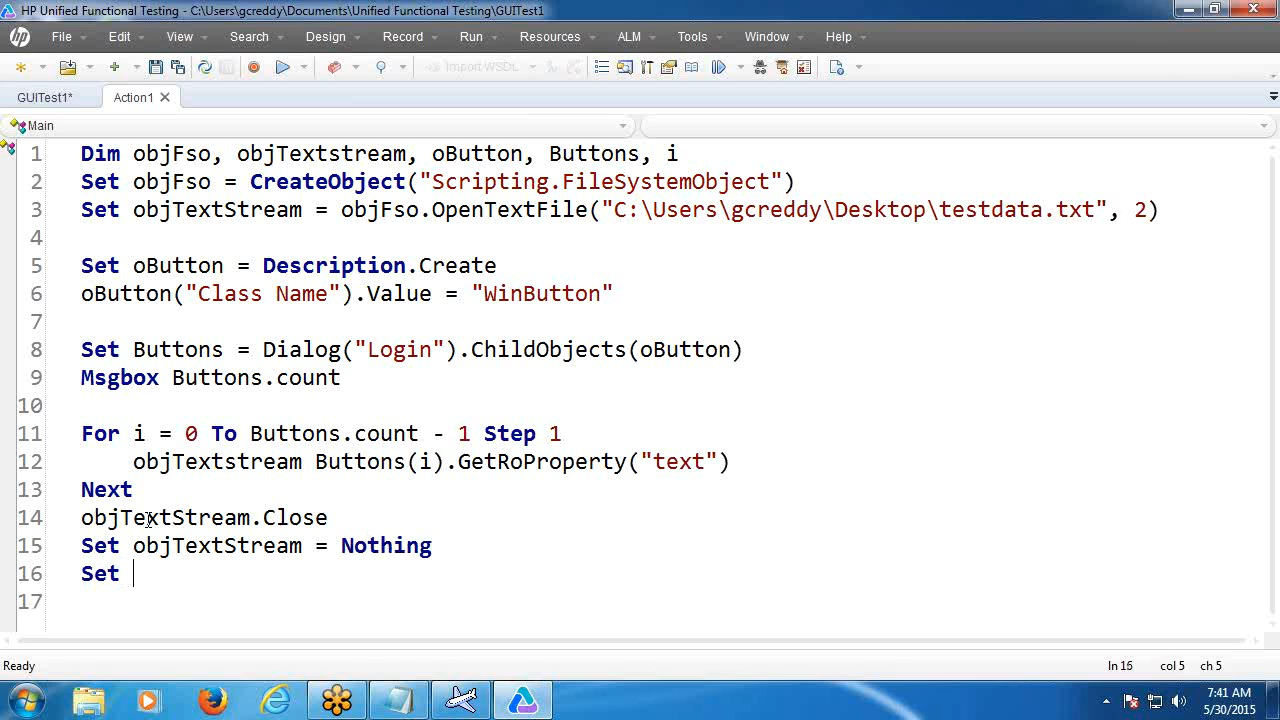 HP Unified Functional Testing - C:\Users\gcreddy\Documents\Unified Functional Testing\GUITest1
File Edit View Search Design Record Run Resources ALM Tools Window Help
Import WSDL
GUITest1* Action1
Main
1 Dim objFso, objTextstream, oButton, Buttons, i
2 Set objFso = CreateObject("Scripting.FileSystemObject")
3 Set objTextStream = objFso.OpenTextFile("C:\Users\gcreddy\Desktop\testdata.txt", 2)
4
5 Set oButton = Description.Create
6 oButton("Class Name").Value = "WinButton"
7
8 Set Buttons = Dialog("Login").ChildObjects(oButton)
9 Msgbox Buttons.count
10
11 For i = 0 To Buttons.count - 1 Step 1
12 objTextstream Buttons(i).GetRoProperty("text")
13 Next
14 objTextStream.Close
15 Set objTextStream = Nothing
16 Set
17
Ready ln 16 col 5 ch 5
7:41 AM
5/30/2015